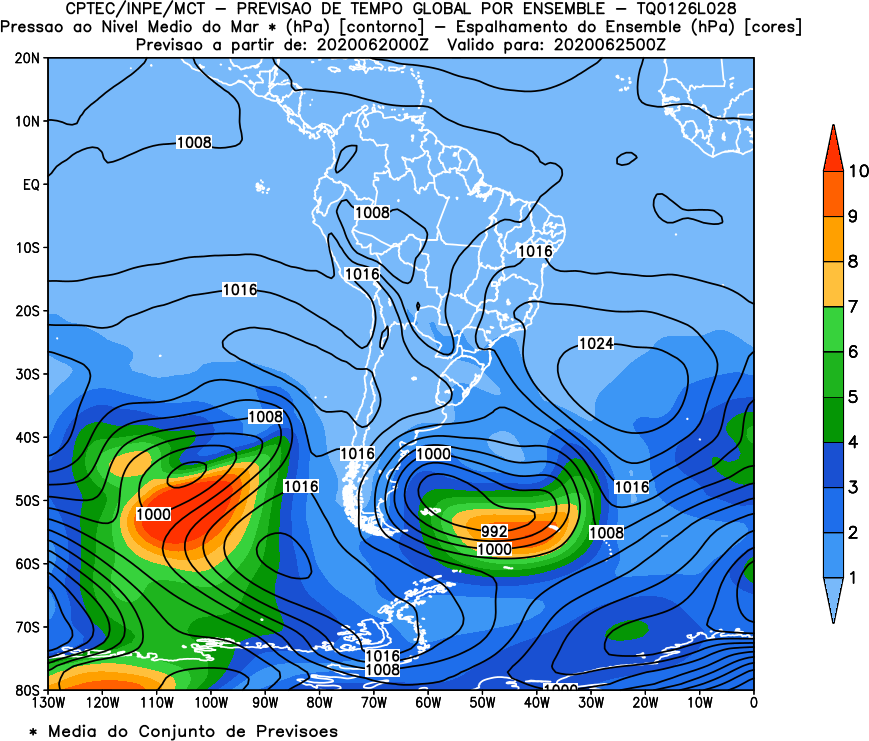 CPTEC/INPE/MCT – PREVISAO DE TEMPO GLOBAL POR ENSEMBLE – TQ0126L028
Pressao ao Nivel Medio do Mar * (hPa) [contorno] – Espalhamento do Ensemble (hPa) [cores]
Previsao a partir de: 2020062000Z Valido para: 2020062500Z
20N
10N
1008
10
EQ
9
1008
10S
1016
8
1016
1016
20S
7
1024
30S
6
5
1008
40S
4
1016
1000
1016
1016
3
50S
1000
992
1008
2
1000
60S
1
70S
1016
1008
80S
1000
130W 120W 110W 100W 90W 80W 70W 60W 50W 40W 30W 20W 10W 0
* Media do Conjunto de Previsoes